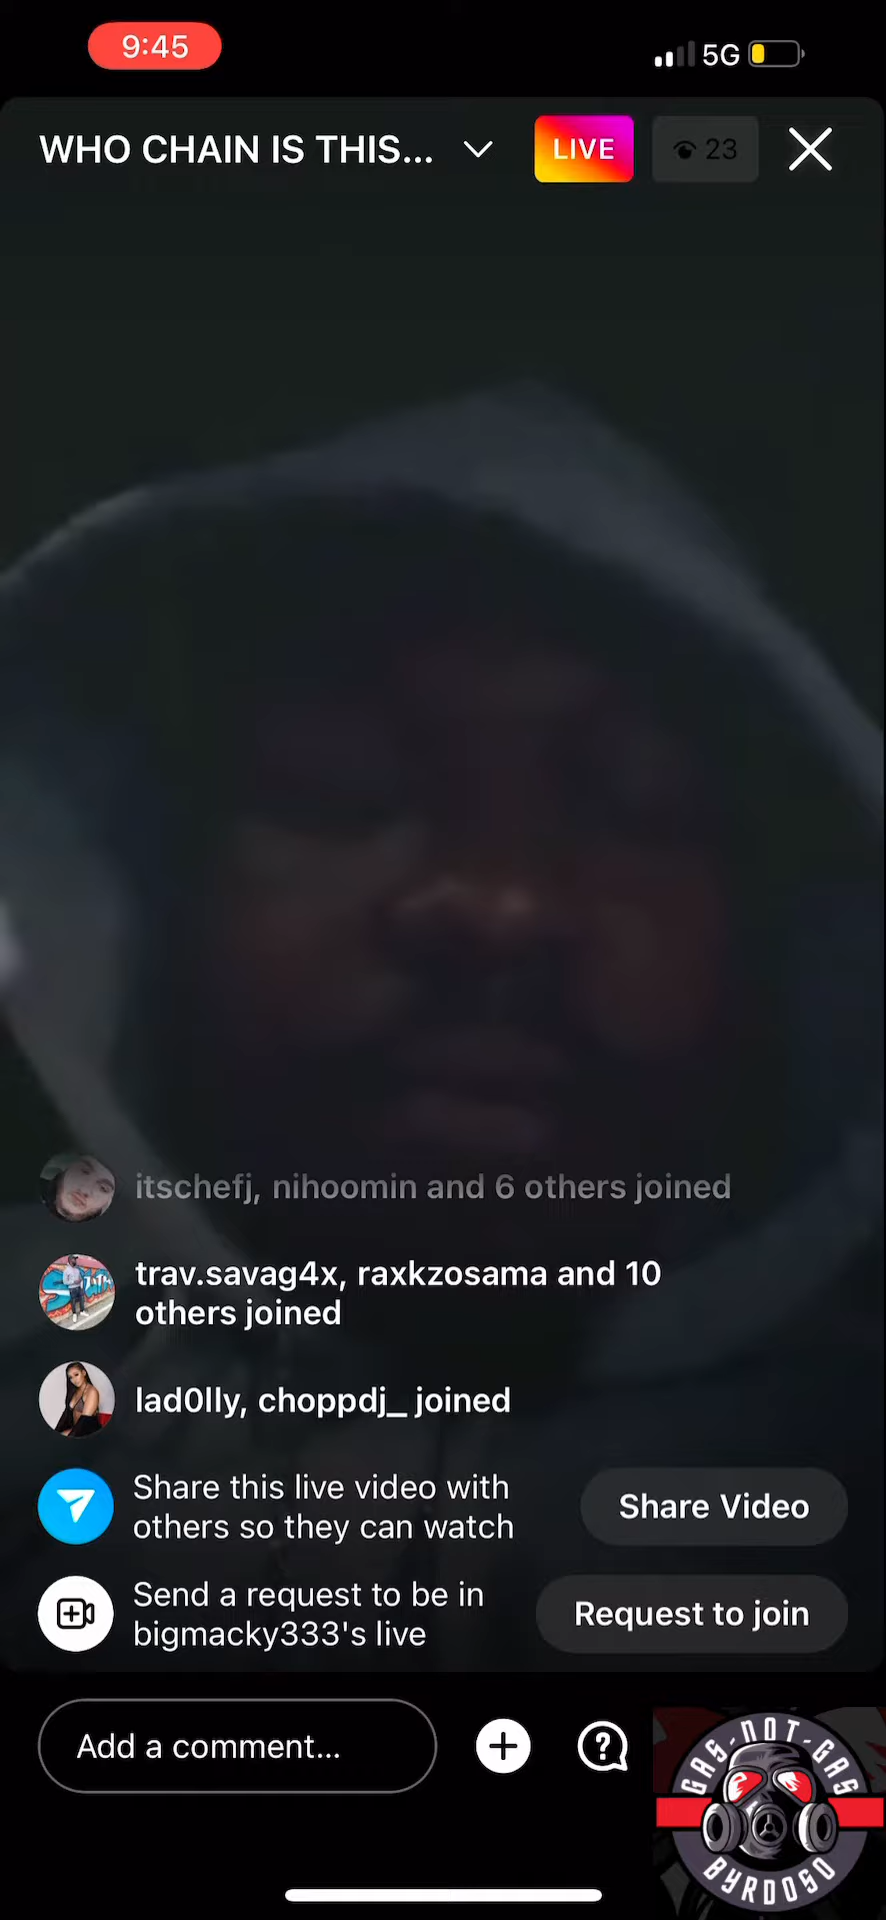 9:45
5G
WHO CHAIN IS THIS...
LIVE
23
itschefj, nihoomin and 6 others joined
trav.savag4x, raxkzosama and 10
others joined
lad0lly, choppdj_ joined
Share this live video with
others so they can watch
Share Video
Send a request to be in
bigmacky333's live
Request to join
Add a comment...
GAS-NOT-GAS
BYRDOSO